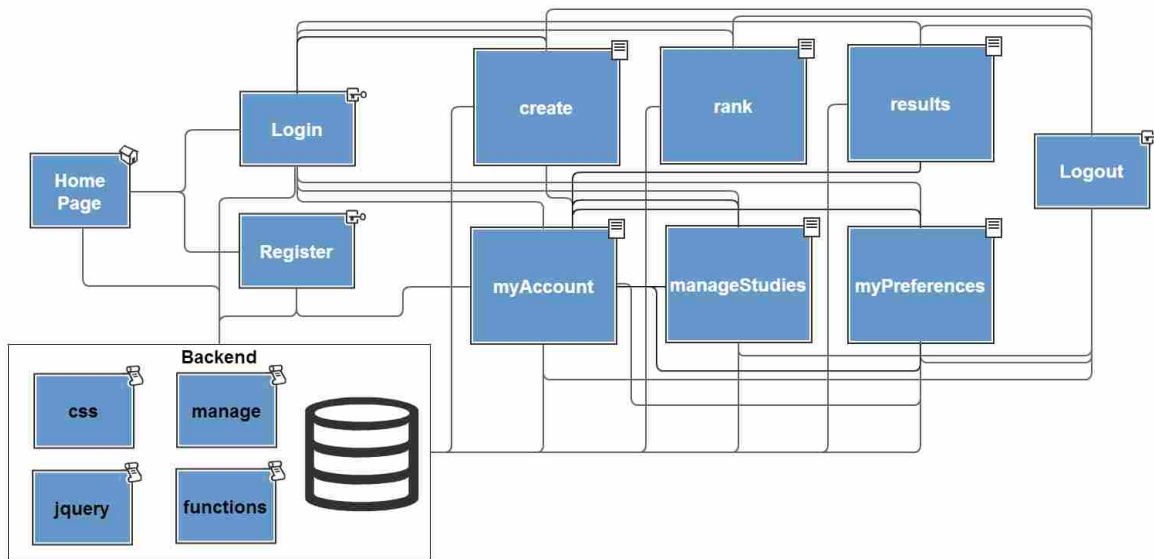 create
rank
results
Login
Home
Page
Logout
Register
myAccount
manageStudies
myPreferences
Backend
css
manage
jquery
functions